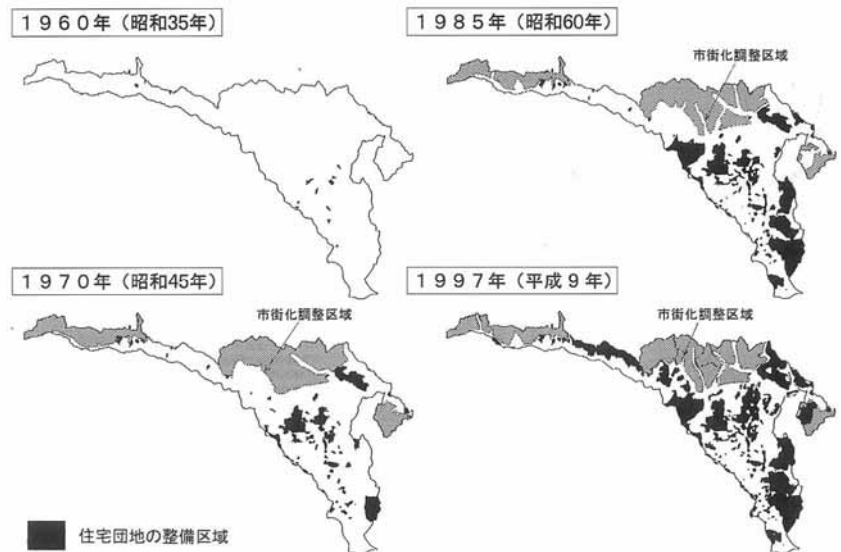 １９６０年（昭和35年）
１９８５年（昭和６０年）
市街化調整区域
１９７０年（昭和45年）
市街化調整区域
１９９７年（平成９年）
市街化調整区域
住宅団地の整備区域